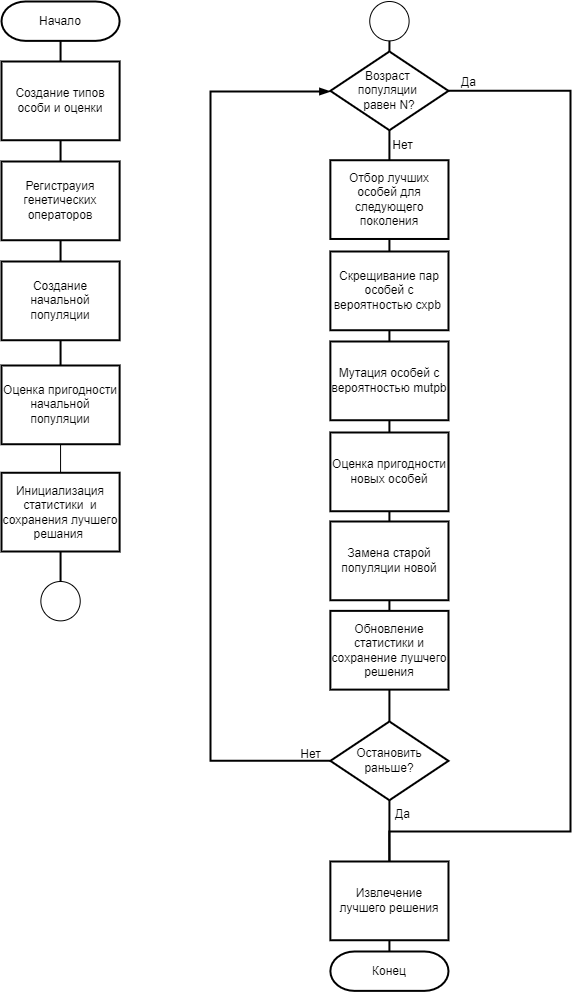 Начало
Создание типов
особи и оценки
Регистрауия
генетических
операторов
Создание
начальной
популяции
Оценка пригодности
начальной
популяции
Инициализация
статистики и
сохранения лучшего
решания
Возраст
популяции
равен N?
Да
Нет
Отбор лучших
особей для
следующего
поколения
Скрещивание пар
особей с
вероятностью cxpb
Мутация особей с
вероятностью mutpb
Оценка пригодности
новых особей
Замена старой
популяции новой
Обновление
статистики и
сохранение лушчего
решения
Остановить
раньше?
Нет
Да
Извлечение
лучшего решения
Конец